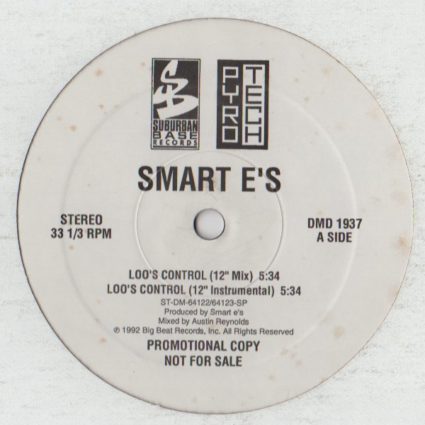 SUBURBAN
BASE
RECORDS
PYRO
TECH
SMART E'S
STEREO
33 1/3 RPM
DMD 1937
A SIDE
LOO'S CONTROL (12" Mix) 5:34
LOO'S CONTROL (12" Instrumental) 5:34
ST-DM-64122/64123-SP
Produced by Smart e's
Mixed by Austin Reynolds
℗ 1992 Big Beat Records, Inc. All Rights Reserved
PROMOTIONAL COPY
NOT FOR SALE